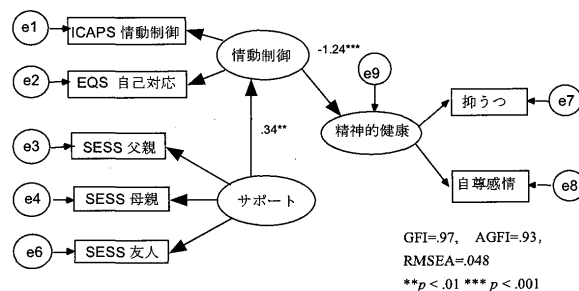 e1
ICAPS 情動制御
情動制御
-1.24***
e9
e2
EQS 自己対応
抑うつ
e7
精神的健康
.34**
e3
SESS 父親
自尊感情
e8
e4
SESS 母親
サポート
GFI=.97, AGFI=.93,
e6
SESS 友人
RMSEA=.048
**p < .01 *** p < .001